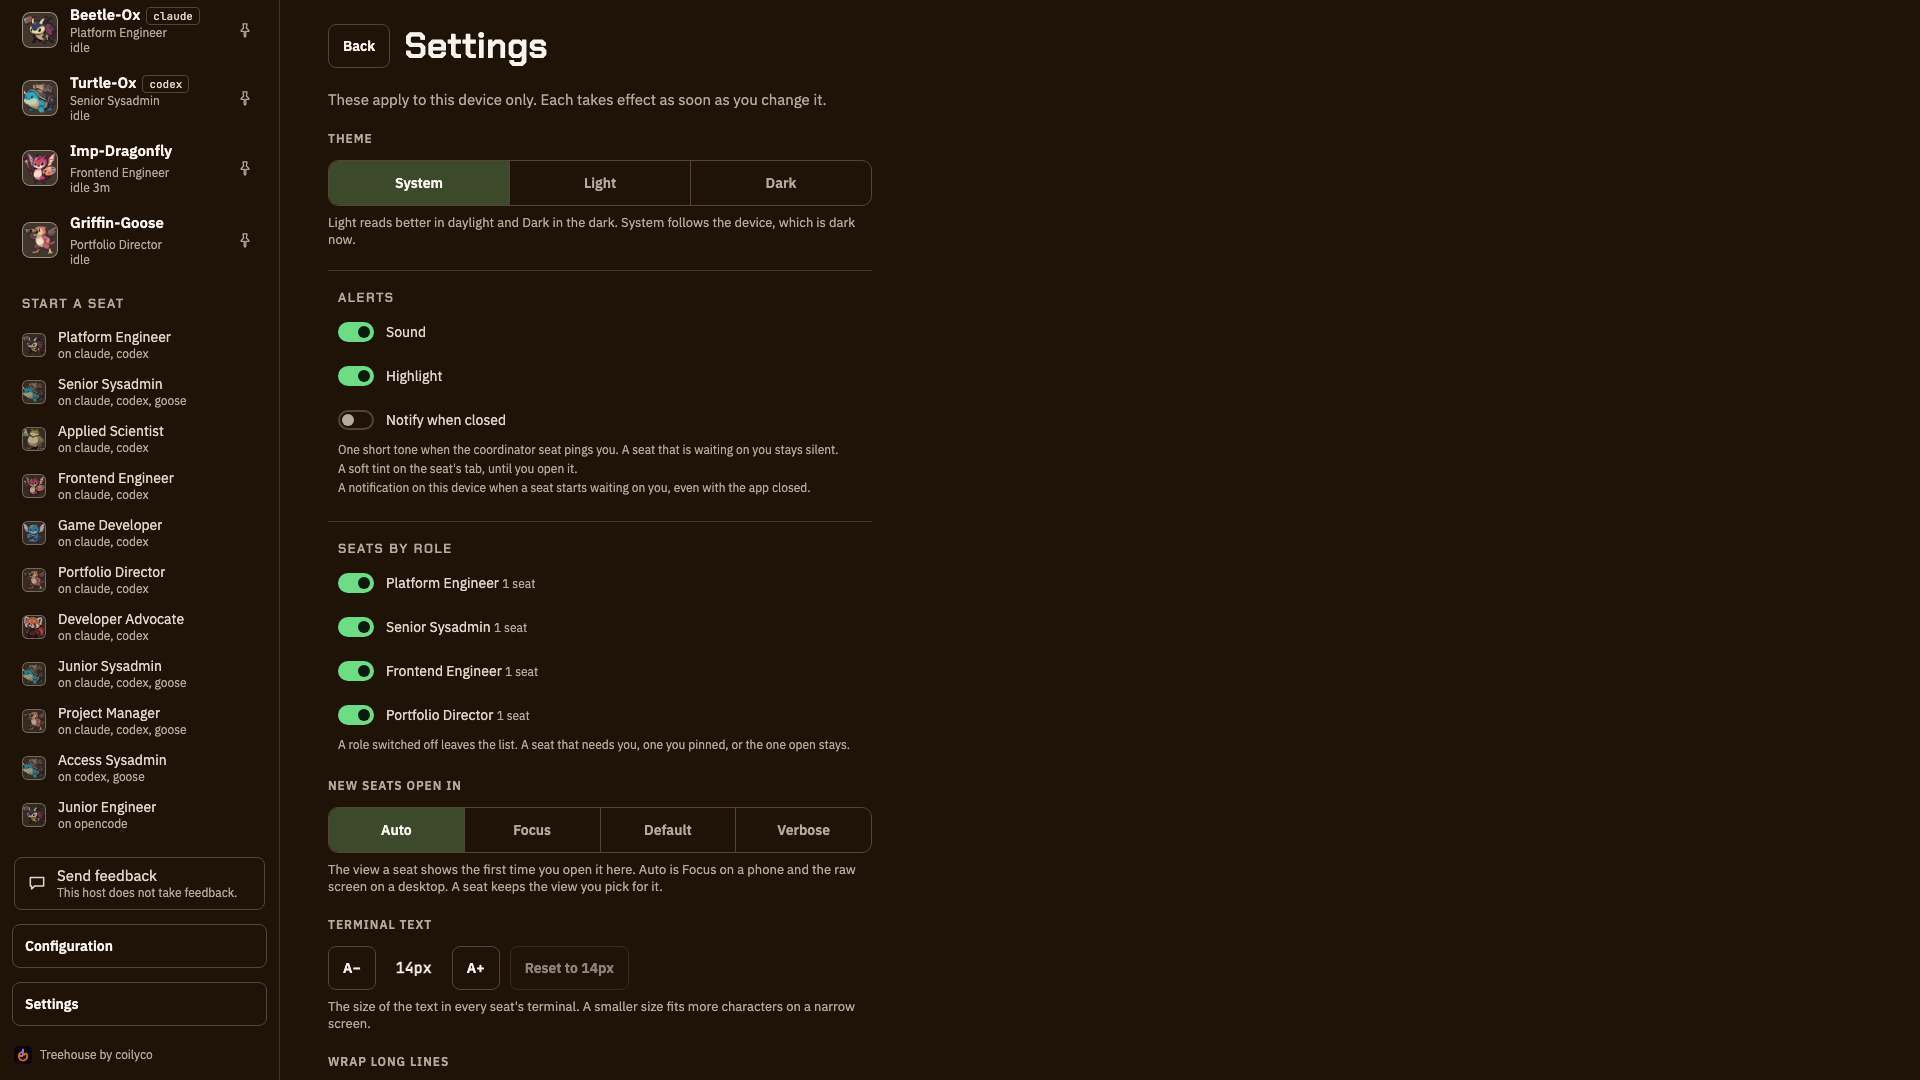 Beetle-Ox claude
Platform Engineer
idle
Turtle-Ox codex
Senior Sysadmin
idle
Imp-Dragonfly
Frontend Engineer
idle 3m
Griffin-Goose
Portfolio Director
idle
START A SEAT
Platform Engineer
on claude, codex
Senior Sysadmin
on claude, codex, goose
Applied Scientist
on claude, codex
Frontend Engineer
on claude, codex
Game Developer
on claude, codex
Portfolio Director
on claude, codex
Developer Advocate
on claude, codex
Junior Sysadmin
on claude, codex, goose
Project Manager
on claude, codex, goose
Access Sysadmin
on codex, goose
Junior Engineer
on opencode
Send feedback
This host does not take feedback.
Configuration
Settings
Treehouse by coilyco
Back Settings
These apply to this device only. Each takes effect as soon as you change it.
THEME
System Light Dark
Light reads better in daylight and Dark in the dark. System follows the device, which is dark
now.
ALERTS
Sound
Highlight
Notify when closed
One short tone when the coordinator seat pings you. A seat that is waiting on you stays silent.
A soft tint on the seat's tab, until you open it.
A notification on this device when a seat starts waiting on you, even with the app closed.
SEATS BY ROLE
Platform Engineer 1 seat
Senior Sysadmin 1 seat
Frontend Engineer 1 seat
Portfolio Director 1 seat
A role switched off leaves the list. A seat that needs you, one you pinned, or the one open stays.
NEW SEATS OPEN IN
Auto Focus Default Verbose
The view a seat shows the first time you open it here. Auto is Focus on a phone and the raw
screen on a desktop. A seat keeps the view you pick for it.
TERMINAL TEXT
A− 14px A+ Reset to 14px
The size of the text in every seat's terminal. A smaller size fits more characters on a narrow
screen.
WRAP LONG LINES